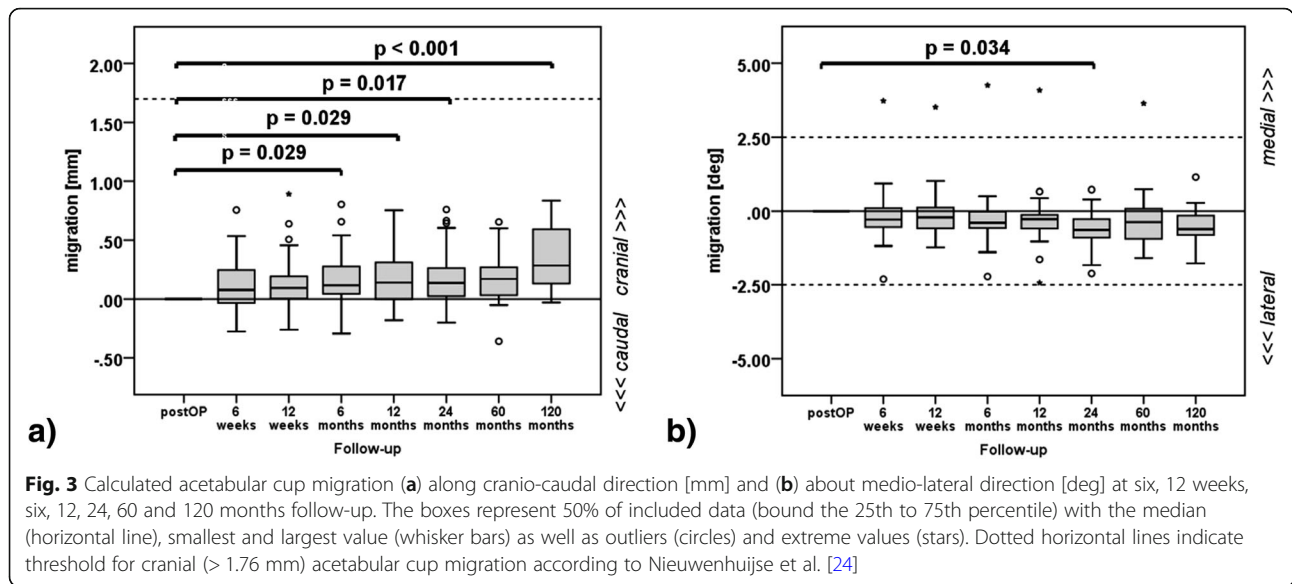 p < 0.001
2.00
p = 0.017
1.50
p = 0.029
p = 0.029
1.00
.50
.00
-.50
migration [mm]
<<< caudal cranial >>>
postOP 6 weeks 12 weeks 6 months 12 months 24 months 60 months 120 months
Follow-up
a)
p = 0.034
5.00
2.50
.00
-2.50
-5.00
migration [deg]
medial >>>
<<< lateral
postOP 6 weeks 12 weeks 6 months 12 months 24 months 60 months 120 months
Follow-up
b)
Fig. 3 Calculated acetabular cup migration (a) along cranio-caudal direction [mm] and (b) about medio-lateral direction [deg] at six, 12 weeks,
six, 12, 24, 60 and 120 months follow-up. The boxes represent 50% of included data (bound the 25th to 75th percentile) with the median
(horizontal line), smallest and largest value (whisker bars) as well as outliers (circles) and extreme values (stars). Dotted horizontal lines indicate
threshold for cranial (> 1.76 mm) acetabular cup migration according to Nieuwenhuijse et al. [24]